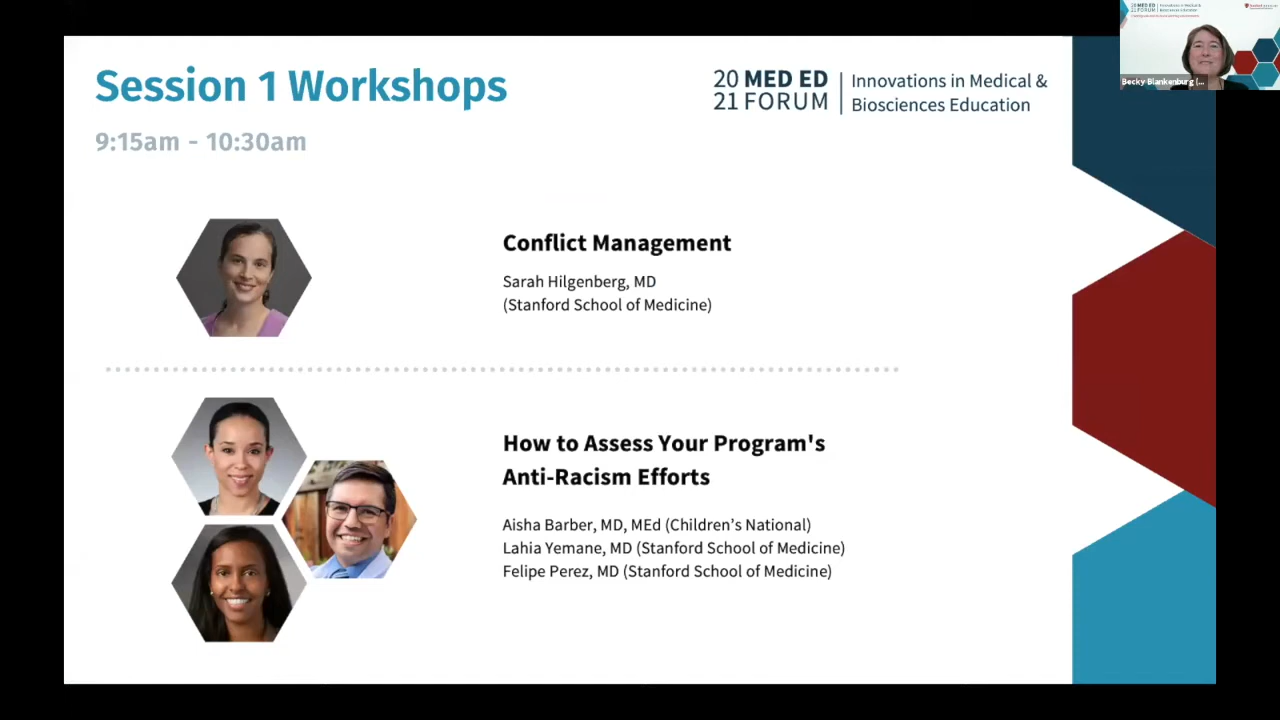 Session 1 Workshops
9:15am - 10:30am
20 MED ED
21 FORUM
Innovations in Medical &
Biosciences Education
Becky Blankenburg (...
Conflict Management
Sarah Hilgenberg, MD
(Stanford School of Medicine)
How to Assess Your Program's
Anti-Racism Efforts
Aisha Barber, MD, MEd (Children’s National)
Lahia Yemane, MD (Stanford School of Medicine)
Felipe Perez, MD (Stanford School of Medicine)